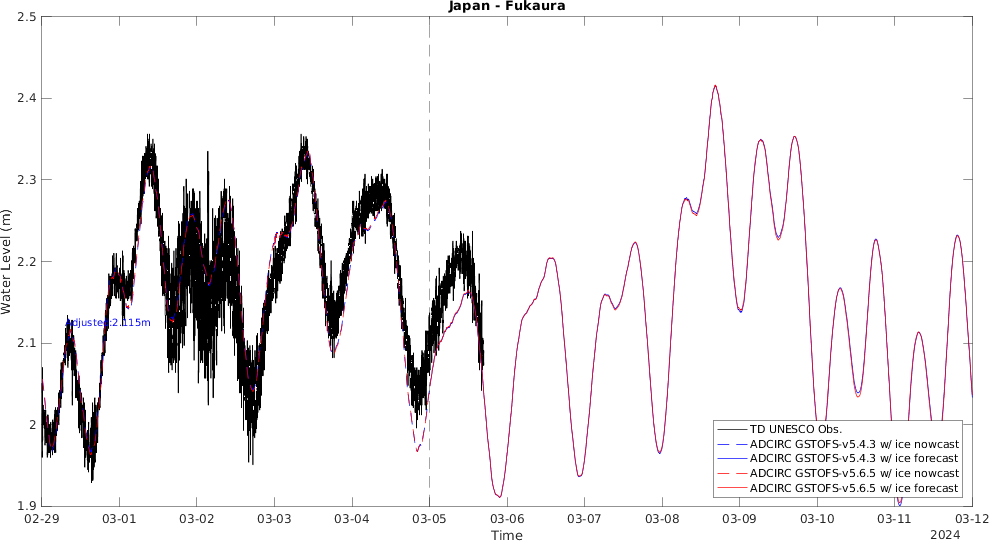 Japan - Fukaura
2.5
2.4
2.3
2.2
2.1
2
1.9
Water Level (m)
Adjusted:2.115m
TD UNESCO Obs.
ADCIRC GSTOFS-v5.4.3 w/ ice nowcast
ADCIRC GSTOFS-v5.4.3 w/ ice forecast
ADCIRC GSTOFS-v5.6.5 w/ ice nowcast
ADCIRC GSTOFS-v5.6.5 w/ ice forecast
02-29 03-01 03-02 03-03 03-04 03-05 03-06 03-07 03-08 03-09 03-10 03-11 03-12
Time
2024